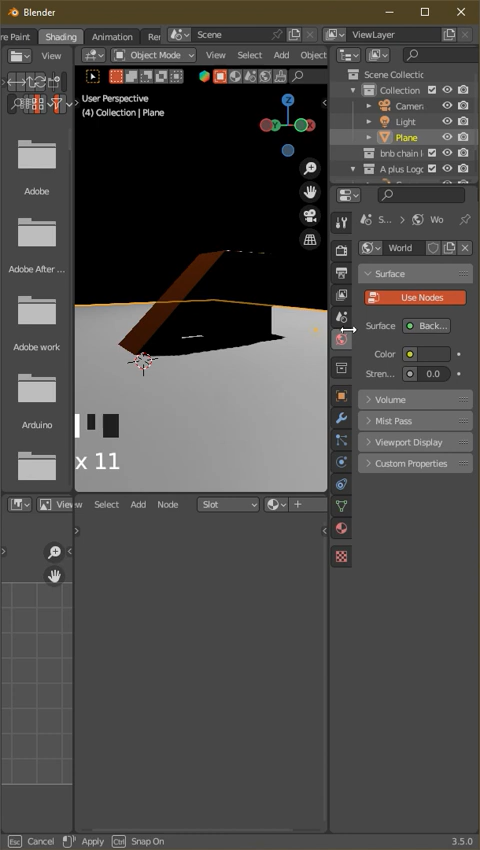 Blender
re Paint
Shading
Animation
Scene
ViewLayer
View
Object Mode
View
Select
Add
Object
User Perspective
(4) Collection | Plane
Z
Y
X
Scene Collectic
Collection
Light
Plane
bnb chain l
A plus Logo
Adobe
Adobe After ...
Adobe work
Arduino
S...
Wo
World
Surface
Use Nodes
Surface
Back...
Color
Stren...
0.0
Volume
Mist Pass
Viewport Display
Custom Properties
x 11
View
Select
Add
Node
Slot
Esc
Cancel
Apply
Ctrl
Snap On
3.5.0